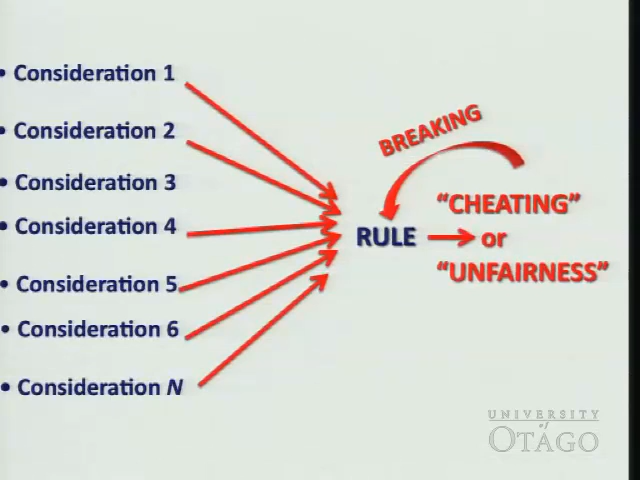 • Consideration 1
• Consideration 2
• Consideration 3
• Consideration 4
• Consideration 5
• Consideration 6
• Consideration N
BREAKING
RULE
“CHEATING”
or
“UNFAIRNESS”
UNIVERSITY
of
OTAGO